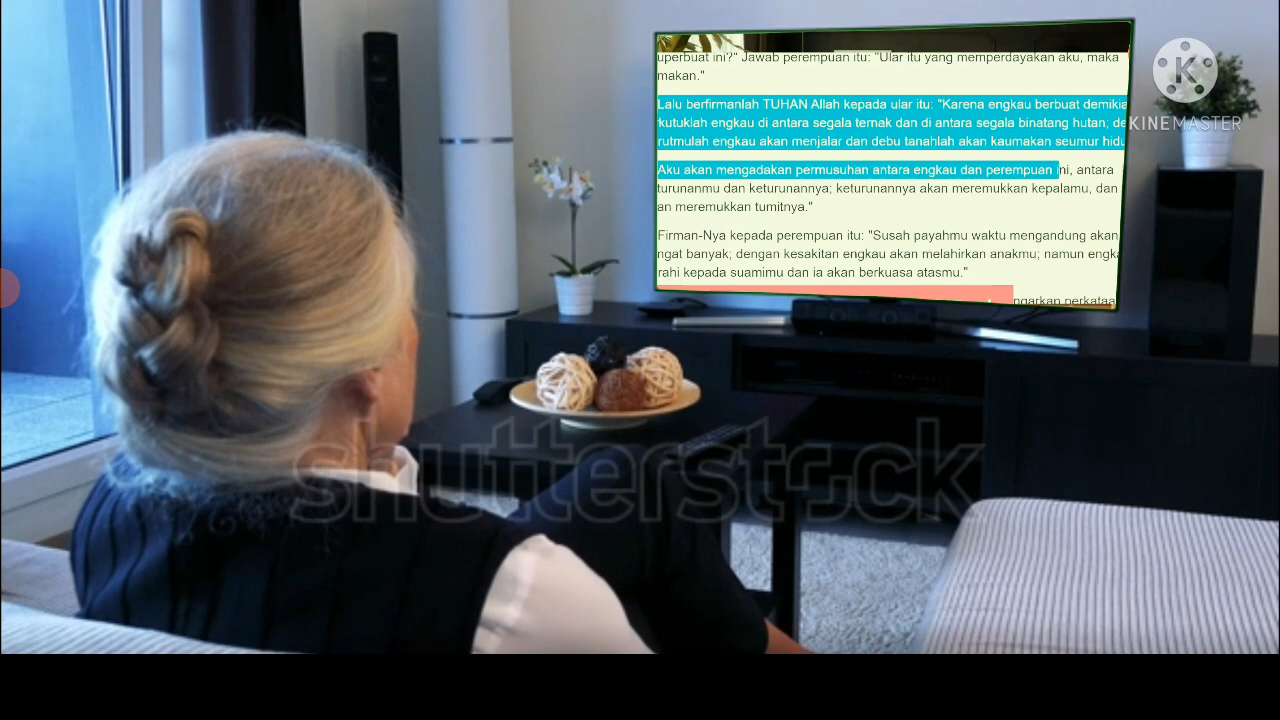 uperbuat ini?" Jawab perempuan itu: "Ular itu yang memperdayakan aku, maka
makan."
Lalu berfirmanlah TUHAN Allah kepada ular itu: "Karena engkau berbuat demikia
kutuklah engkau di antara segala ternak dan di antara segala binatang hutan; de
rutmulah engkau akan menjalar dan debu tanahlah akan kaumakan seumur hidu
Aku akan mengadakan permusuhan antara engkau dan perempuan ini, antara
turunanmu dan keturunannya; keturunannya akan meremukkan kepalamu, dan
an meremukkan tumitnya."
Firman-Nya kepada perempuan itu: "Susah payahmu waktu mengandung akan
ngat banyak; dengan kesakitan engkau akan melahirkan anakmu; namun engka
rahi kepada suamimu dan ia akan berkuasa atasmu."
ngarkan perkataa
K
KINEMASTER
shutterstock